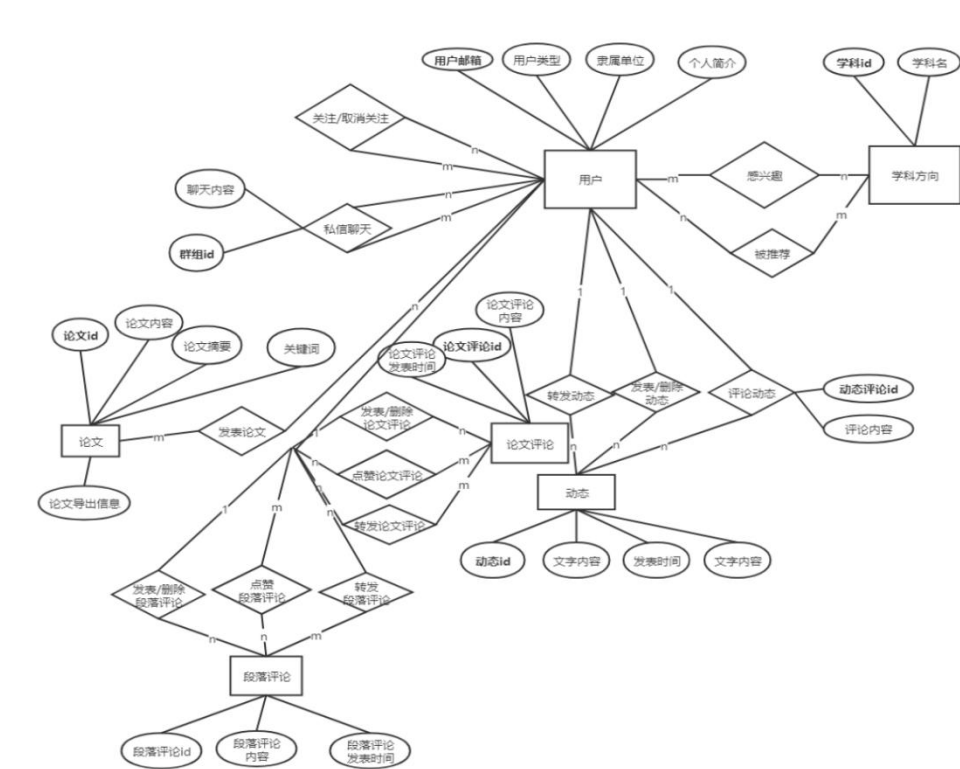 用户邮箱
用户类型
隶属单位
个人简介
学科id
学科名
关注/取消关注
n
m
用户
m
感兴趣
n
学科方向
聊天内容
n
m
私信聊天
n
m
被推荐
群组id
1
1
1
n
论文评论
内容
论文id
论文内容
论文摘要
关键词
论文评论
发表时间
论文评论id
转发动态
发表/删除
动态
评论动态
动态评论id
评论内容
论文
m
发表论文
1
发表/删除
论文评论
n
论文评论
n
n
n
n
点赞论文评论
m
n
转发论文评论
m
n
动态
论文导出信息
1
m
动态id
文字内容
发表时间
文字内容
发表/删除
段落评论
点赞
段落评论
转发
段落评论
n
n
m
段落评论
段落评论id
段落评论
内容
段落评论
发表时间